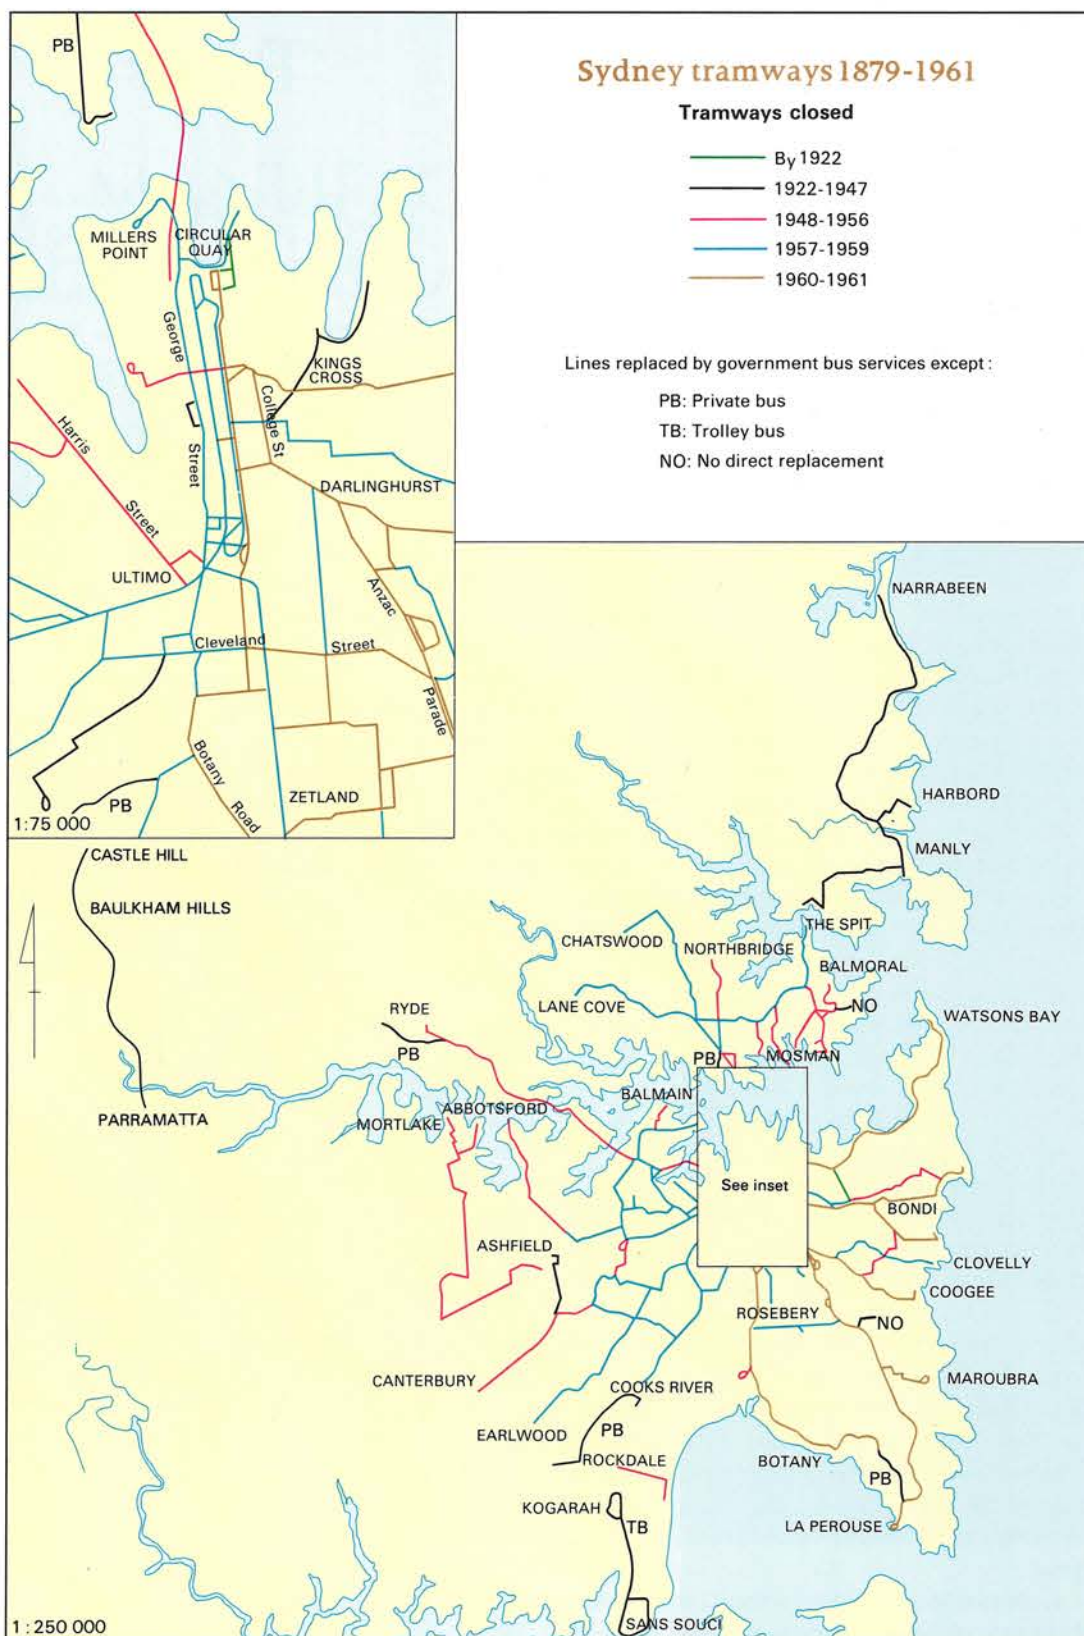 Sydney tramways 1879-1961
Tramways closed
By 1922
1922-1947
1948-1956
1957-1959
1960-1961
Lines replaced by government bus services except :
PB: Private bus
TB: Trolley bus
NO: No direct replacement
PB
MILLERS
POINT
CIRCULAR
QUAY
George
Street
KINGS
CROSS
College St
Harris
Street
DARLINGHURST
ULTIMO
Anzac
Parade
Cleveland
Street
Botany
Road
ZETLAND
PB
1:75 000
NARRABEEN
HARBORD
MANLY
CASTLE HILL
BAULKHAM HILLS
THE SPIT
CHATSWOOD
NORTHBRIDGE
BALMORAL
LANE COVE
NO
RYDE
WATSONS BAY
PB
PB
MOSMAN
PARRAMATTA
MORTLAKE
ABBOTSFORD
BALMAIN
See inset
BONDI
ASHFIELD
CLOVELLY
COOGEE
ROSEBERY
NO
CANTERBURY
MAROUBRA
COOKS RIVER
EARLWOOD
PB
ROCKDALE
BOTANY
PB
KOGARAH
TB
LA PEROUSE
SANS SOUCI
1 : 250 000